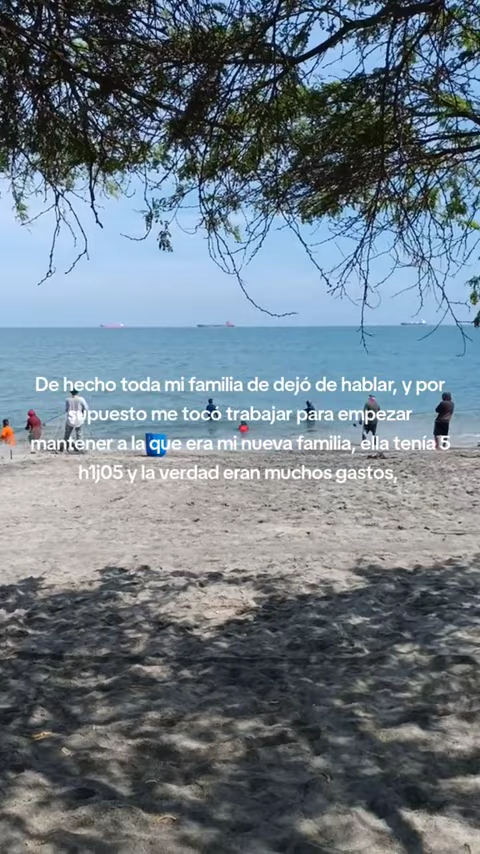 De hecho toda mi familia de dejó de hablar, y por
supuesto me tocó trabajar para empezar
mantener a la que era mi nueva familia, ella tenía 5
h1j05 y la verdad eran muchos gastos,